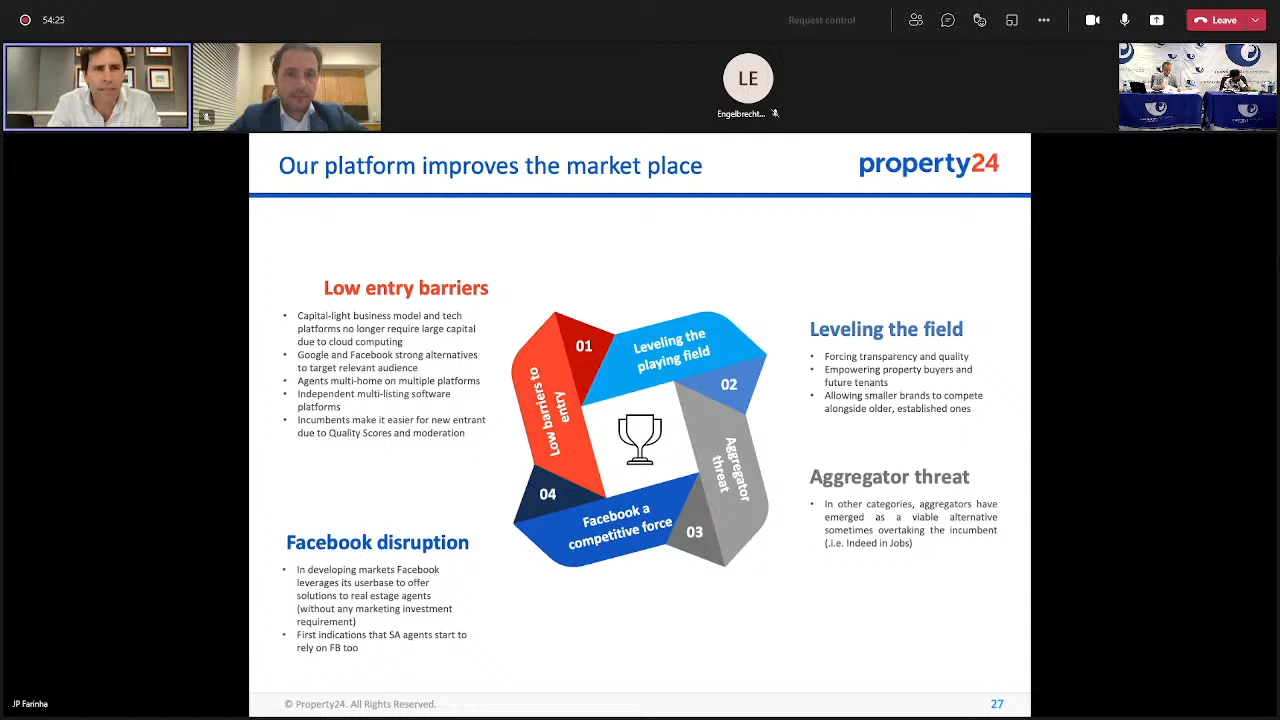 54:25
Request control
Leave
LE
Engelbrecht...
Our platform improves the market place
property24
Low entry barriers
• Capital-light business model and tech
platforms no longer require large capital
due to cloud computing
• Google and Facebook strong alternatives
to target relevant audience
• Agents multi-home on multiple platforms
• Independent multi-listing software
platforms
• Incumbents make it easier for new entrant
due to Quality Scores and moderation
Facebook disruption
• In developing markets Facebook
leverages its userbase to offer
solutions to real estage agents
(without any marketing investment
requirement)
• First indications that SA agents start to
rely on FB too
01
Leveling the
playing field
02
Low barriers to
entry
Aggregator
threat
04
Facebook a
competitive force
03
Leveling the field
• Forcing transparency and quality
• Empowering property buyers and
future tenants
• Allowing smaller brands to compete
alongside older, established ones
Aggregator threat
• In other categories, aggregators have
emerged as a viable alternative
sometimes overtaking the incumbent
(.i.e. Indeed in Jobs)
JP Farinha
© Property24. All Rights Reserved.
27